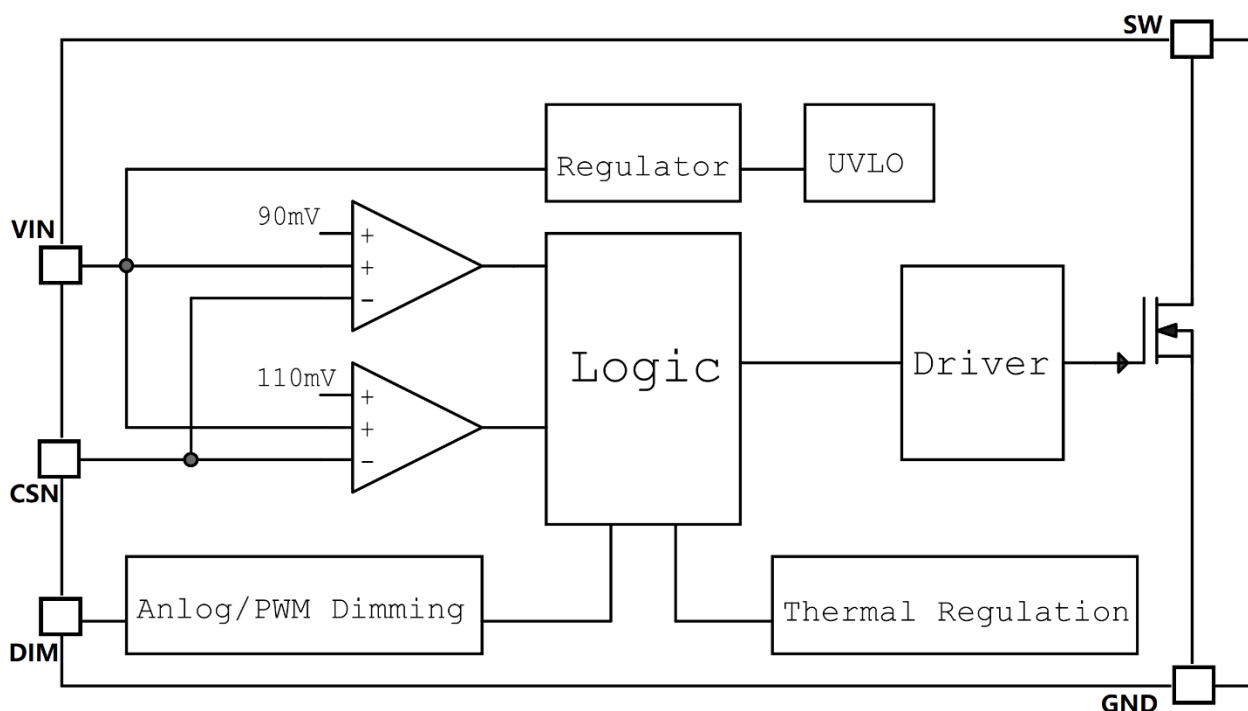 SW
Regulator
UVLO
VIN
90mV
+
+
-
Logic
Driver
110mV
+
+
-
CSN
Anlog/PWM Dimming
Thermal Regulation
DIM
GND